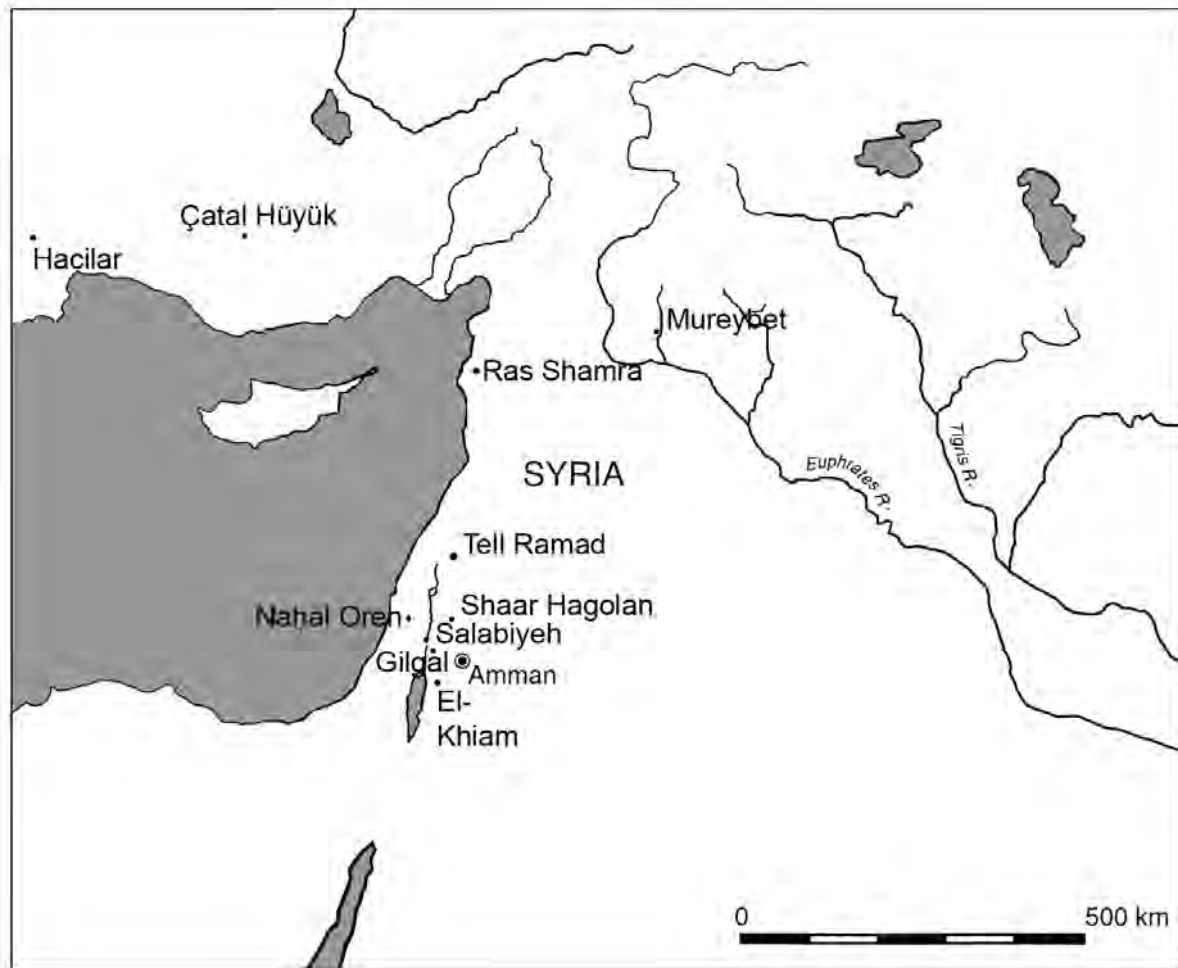 Çatal Hüyük
Hacilar
Mureybet
Ras Shamra
Tigris R.
Euphrates R.
SYRIA
Tell Ramad
Nahal Oren
Shaar Hagolan
Salabiyeh
Gilgal
Amman
El-
Khiam
0
500 km